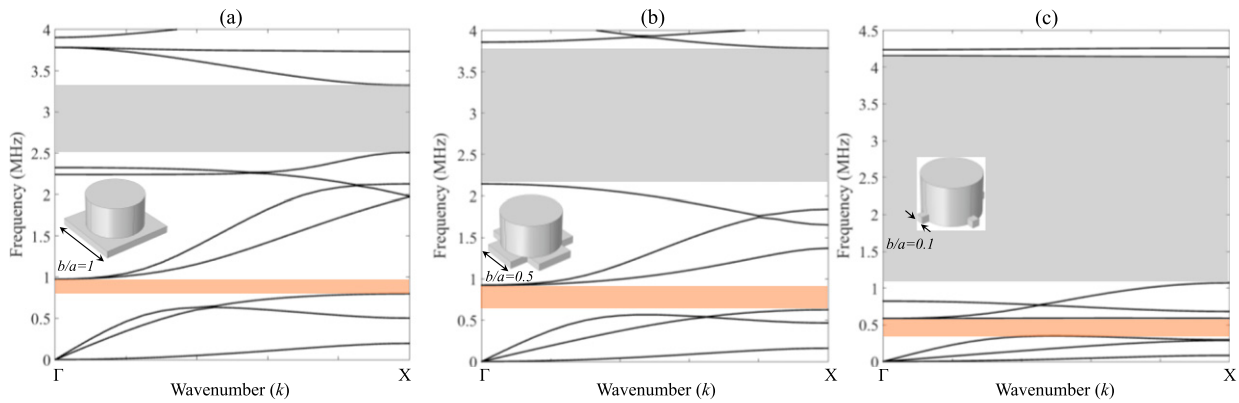 (a)
4
3.5
3
2.5
2
1.5
1
0.5
0
Frequency (MHz)
b/a=1
Γ
X
Wavenumber (k)
(b)
4
3.5
3
2.5
2
1.5
1
0.5
0
Frequency (MHz)
b/a=0.5
Γ
X
Wavenumber (k)
(c)
4.5
4
3.5
3
2.5
2
1.5
1
0.5
0
Frequency (MHz)
b/a=0.1
Γ
X
Wavenumber (k)